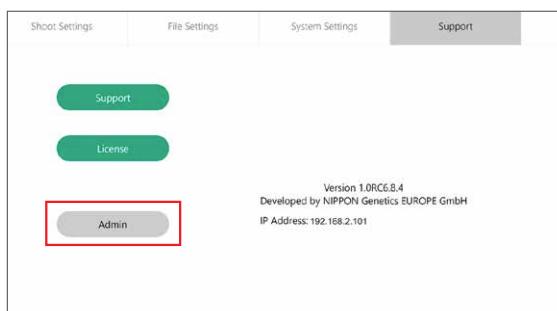 Shoot Settings File Settings System Settings Support
Support
License
Version 1.0RC6.8.4
Developed by NIPPON Genetics EUROPE GmbH
IP Address: 192.168.2.101
Admin